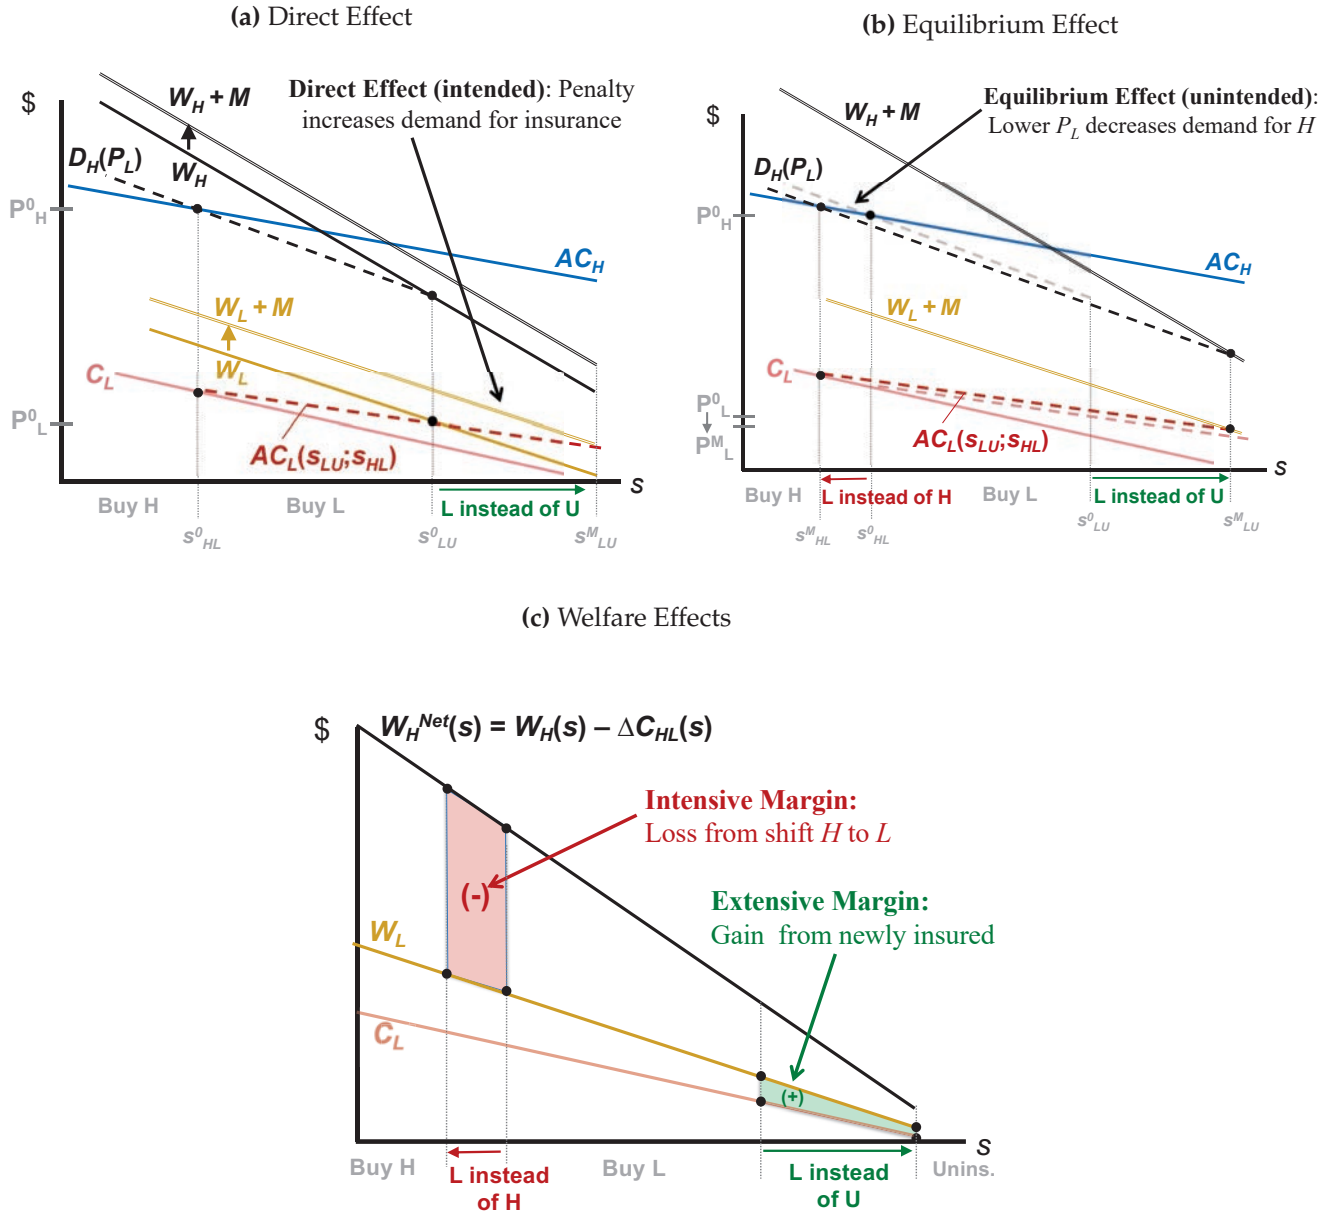 (a) Direct Effect
$
W_H + M
W_H
D_H(P_L)
Direct Effect (intended): Penalty
increases demand for insurance
P^0_H
AC_H
W_L + M
W_L
C_L
P^0_L
AC_L(s_LU;s_HL)
s
Buy H
Buy L
L instead of U
s^0_HL
s^0_LU
s^M_LU
(b) Equilibrium Effect
$
W_H + M
Equilibrium Effect (unintended):
Lower P_L decreases demand for H
D_H(P_L)
P^0_H
AC_H
W_L + M
C_L
P^0_L
P^M_L
AC_L(s_LU;s_HL)
s
Buy H
L instead of H
Buy L
L instead of U
s^M_HL
s^0_HL
s^0_LU
s^M_LU
(c) Welfare Effects
$
W_H^Net(s) = W_H(s) – ΔC_HL(s)
Intensive Margin:
Loss from shift H to L
(-)
Extensive Margin:
Gain from newly insured
W_L
C_L
(+)
s
Buy H
L instead
of H
Buy L
L instead
of U
Unins.